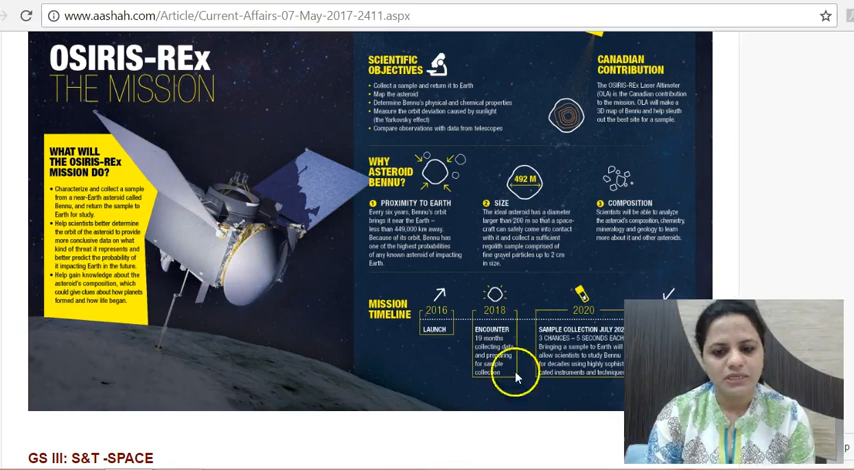 www.aashah.com/Article/Current-Affairs-07-May-2017-2411.aspx
OSIRIS-REx
THE MISSION
WHAT WILL
THE OSIRIS-REx
MISSION DO?
• Characterize and collect a sample
from a near-Earth asteroid called
Bennu, and return the sample to
Earth for study.
• Help scientists better determine
the orbit of the asteroid to provide
more conclusive data on what
kind of threat it represents and
better predict the probability of
it impacting Earth in the future.
• Help gain knowledge about the
asteroid's composition, which
could give clues about how planets
formed and how life began.
SCIENTIFIC
OBJECTIVES
• Collect a sample and return it to Earth
• Map the asteroid
• Determine Bennu's physical and chemical properties
• Measure the orbit deviation caused by sunlight
(the Yarkovsky effect)
• Compare observations with data from telescopes
CANADIAN
CONTRIBUTION
The OSIRIS-REx Laser Altimeter
(OLA) is the Canadian contribution
to the mission. OLA will make a
3D map of Bennu and help sleuth
out the best site for a sample.
WHY
ASTEROID
BENNU?
492 M
1 PROXIMITY TO EARTH
Every six years, Bennu's orbit
brings it near the Earth –
less than 449,000 km away.
Because of its orbit, Bennu has
one of the highest probabilities
of any known asteroid of impacting
Earth.
2 SIZE
The ideal asteroid has a diameter
larger than 200 m so that a space-
craft can safely come into contact
with it and collect a sufficient
regolith sample comprised of
fine gravel particles up to 2 cm
in size.
3 COMPOSITION
Scientists will be able to analyze
the asteroid's composition, chemistry,
mineralogy and geology to learn
more about it and other asteroids.
MISSION
TIMELINE
2016
LAUNCH
2018
ENCOUNTER
19 months
collecting data
and preparing
for sample
collection
2020
SAMPLE COLLECTION JULY 202
3 CHANCES – 5 SECONDS EACH
Bringing a sample to Earth will
allow scientists to study Bennu
for decades using highly sophist
cated instruments and technique
GS III: S&T -SPACE